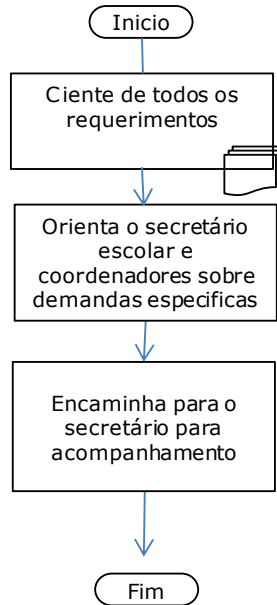 Inicio
Ciente de todos os
requerimentos
Orienta o secretário
escolar e
coordenadores sobre
demandas especificas
Encaminha para o
secretário para
acompanhamento
Fim